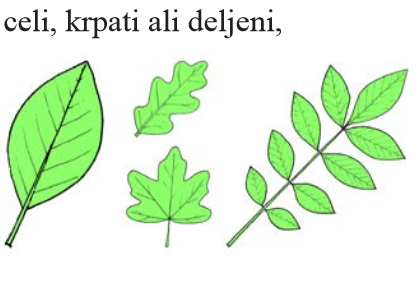 celi, krpati ali deljeni,